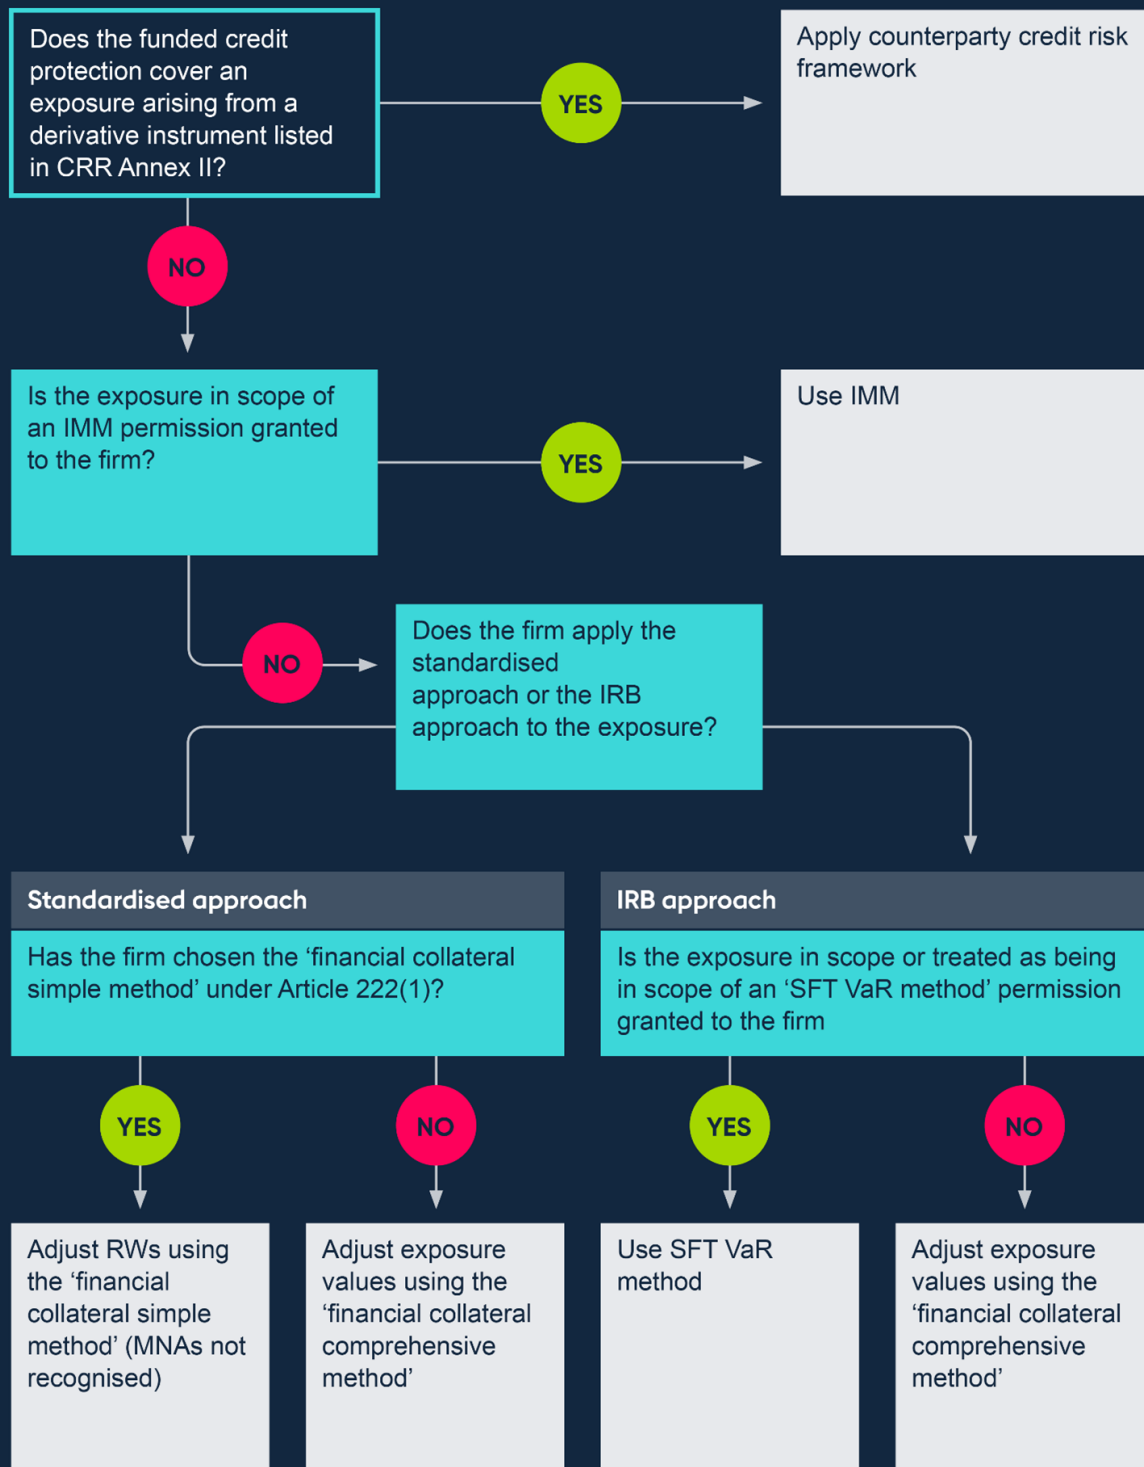 Does the funded credit
protection cover an
exposure arising from a
derivative instrument listed
in CRR Annex II?
YES
Apply counterparty credit risk
framework
NO
Is the exposure in scope of
an IMM permission granted
to the firm?
YES
Use IMM
NO
Does the firm apply the
standardised
approach or the IRB
approach to the exposure?
Standardised approach
Has the firm chosen the ‘financial collateral
simple method’ under Article 222(1)?
IRB approach
Is the exposure in scope or treated as being
in scope of an ‘SFT VaR method’ permission
granted to the firm
YES
NO
YES
NO
Adjust RWs using
the ‘financial
collateral simple
method’ (MNAs not
recognised)
Adjust exposure
values using the
‘financial collateral
comprehensive
method’
Use SFT VaR
method
Adjust exposure
values using the
‘financial collateral
comprehensive
method’